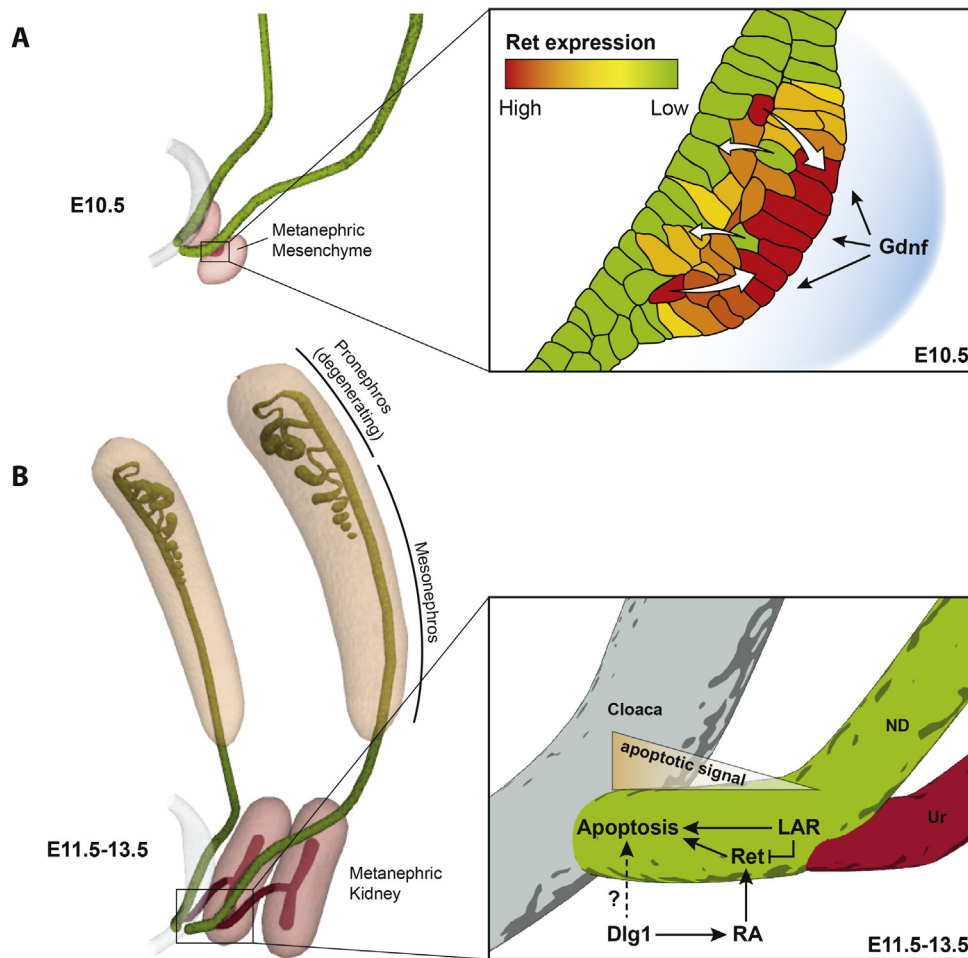 A
E10.5
Metanephric
Mesenchyme
Ret expression
High
Low
Gdnf
E10.5
B
Pronephros
(degenerating)
Mesonephros
E11.5-13.5
Metanephric
Kidney
Cloaca
ND
apoptotic signal
Ur
Apoptosis
LAR
Ret
?
Dlg1
RA
E11.5-13.5